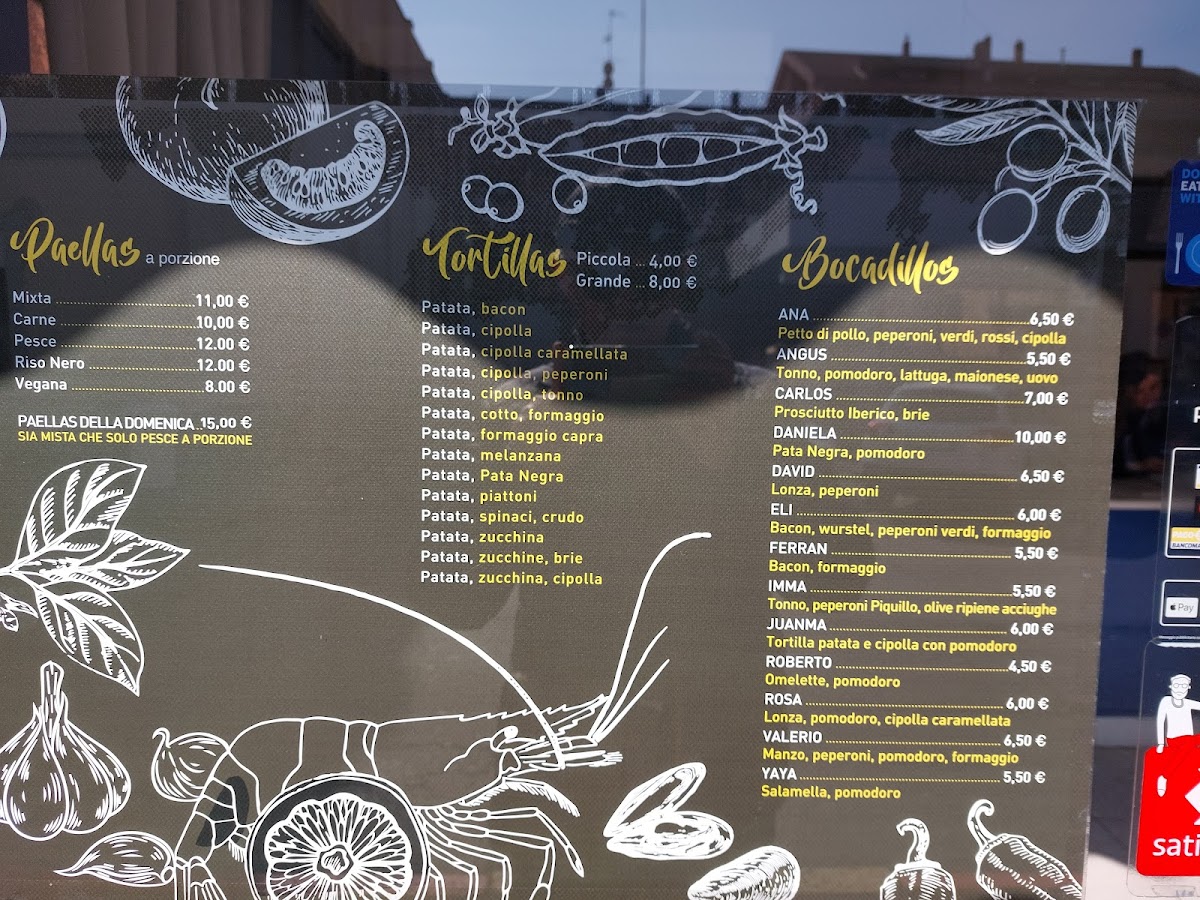 Paellas a porzione
Mixta 11,00 €
Carne 10,00 €
Pesce 12.00 €
Riso Nero 12.00 €
Vegana 8.00 €
PAELLAS DELLA DOMENICA..15,00 €
SIA MISTA CHE SOLO PESCE A PORZIONE
Tortillas
Piccola ... 4,00 €
Grande ... 8,00 €
Patata, bacon
Patata, cipolla
Patata, cipolla caramellata
Patata, cipolla, peperoni
Patata, cipolla, tonno
Patata, cotto, formaggio
Patata, formaggio capra
Patata, melanzana
Patata, Pata Negra
Patata, piattoni
Patata, spinaci, crudo
Patata, zucchina
Patata, zucchine, brie
Patata, zucchina, cipolla
Bocadillos
ANA 6,50 €
Petto di pollo, peperoni, verdi, rossi, cipolla
ANGUS 5,50 €
Tonno, pomodoro, lattuga, maionese, uovo
CARLOS 7,00 €
Prosciutto Iberico, brie
DANIELA 10,00 €
Pata Negra, pomodoro
DAVID 6,50 €
Lonza, peperoni
ELI 6,00 €
Bacon, wurstel, peperoni verdi, formaggio
FERRAN 5,50 €
Bacon, formaggio
IMMA 5,50 €
Tonno, peperoni Piquillo, olive ripiene acciughe
JUANMA 6,00 €
Tortilla patata e cipolla con pomodoro
ROBERTO 4,50 €
Omelette, pomodoro
ROSA 6,00 €
Lonza, pomodoro, cipolla caramellata
VALERIO 6,50 €
Manzo, peperoni, pomodoro, formaggio
YAYA 5,50 €
Salamella, pomodoro
DO
EAT
WIT
BANCOMA
Pay
sati